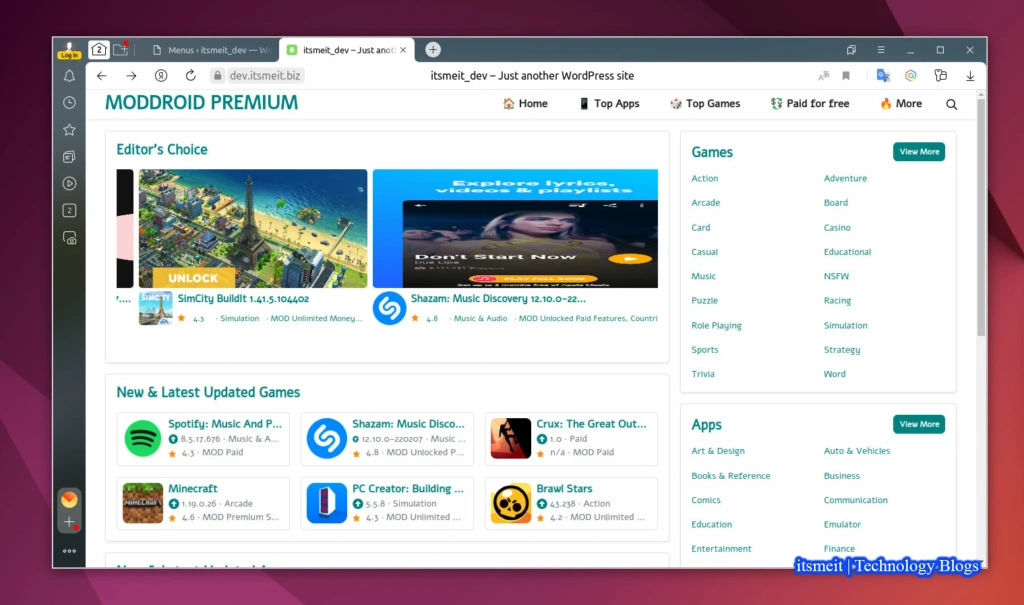 Log in
2
Menus ‹ itsmeit_dev — Wo
itsmeit_dev – Just anot
dev.itsmeit.biz
itsmeit_dev – Just another WordPress site
MODDROID PREMIUM
Home
Top Apps
Top Games
Paid for free
More
2
Editor's Choice
Explore lyrics,
videos & playlists
Don't Start Now
Dua Lipa
PLAY FULL SONG
UNLOCK
SIMCITY
SimCity BuildIt 1.41.5.104402
4.3 · Simulation · MOD Unlimited Money...
Shazam: Music Discovery 12.10.0-22...
4.8 · Music & Audio · MOD Unlocked Paid Features, Countri
New & Latest Updated Games
Spotify: Music And P...
8.5.17.676 · Music & A...
4.3 · MOD Paid
Shazam: Music Disco...
12.10.0-220207 · Music ...
4.8 · MOD Unlocked P...
Crux: The Great Out...
1.0 · Paid
n/a · MOD Paid
Minecraft
1.19.0.26 · Arcade
4.6 · MOD Premium S...
PC Creator: Building ...
5.5.8 · Simulation
4.3 · MOD Unlimited ...
Brawl Stars
43.238 · Action
4.2 · MOD Unlimited ...
Games
View More
Action
Adventure
Arcade
Board
Card
Casino
Casual
Educational
Music
NSFW
Puzzle
Racing
Role Playing
Simulation
Sports
Strategy
Trivia
Word
Apps
View More
Art & Design
Auto & Vehicles
Books & Reference
Business
Comics
Communication
Education
Emulator
Entertainment
Finance
itsmeit | Technology Blogs